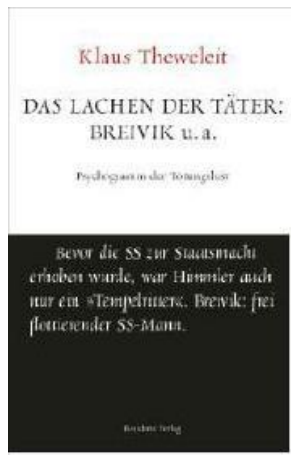 Klaus Theweleit
DAS LACHEN DER TÄTER:
BREIVIK u. a.
Psychogramm der Tötungslust
Bevor die SS zur Staatsmacht
erhoben wurde, war Himmler auch
nur ein »Tempelritter«. Breivik: frei
flottierender SS-Mann.
Residenz Verlag